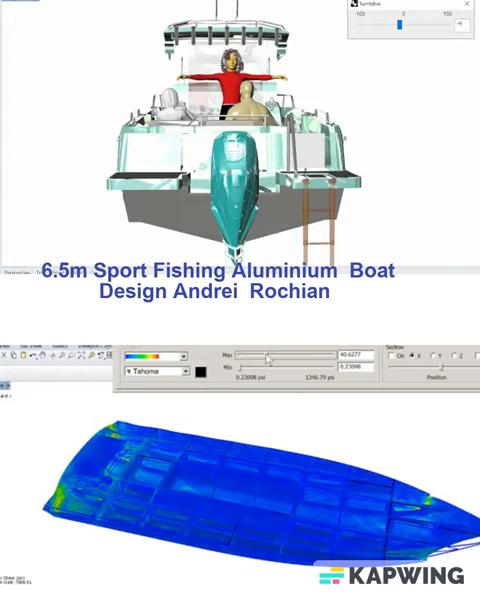 Turntable
-100 0 100
6.5m Sport Fishing Aluminium Boat
Design Andrei Rochian
Max 40.6277
Section
On X Y Z
Tahoma
Min 0.23098
0.23098 psi 1346.79 psi
Position
KAPWING